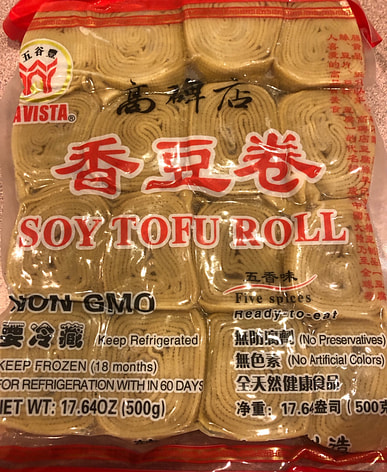 五谷豐
AVISTA®
高碑店
香豆卷
SOY TOFU ROLL
五香味
Five spices
Ready-to-eat
NON GMO
要冷藏 Keep Refrigerated
KEEP FROZEN (18 months)
FOR REFRIGERATION WITH IN 60 DAYS
NET WT: 17.64OZ (500g)
無防腐劑 (No Preservatives)
無色素 (No Artificial Colors)
全天然健康食品
净重: 17.64盎司 (500克
造